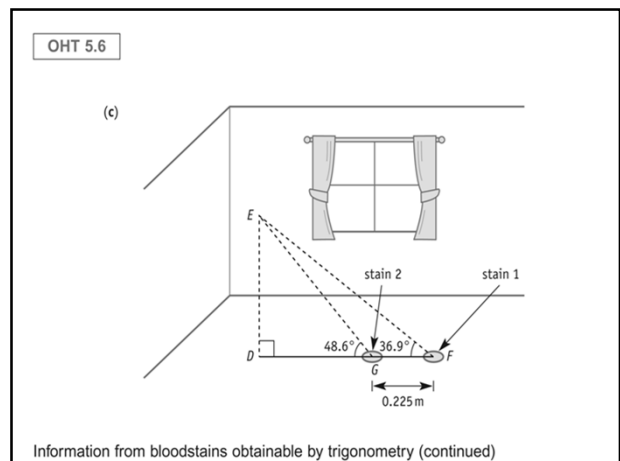 OHT 5.6
(c)
E
stain 2
stain 1
48.6°
36.9°
D
G
F
0.225 m
Information from bloodstains obtainable by trigonometry (continued)